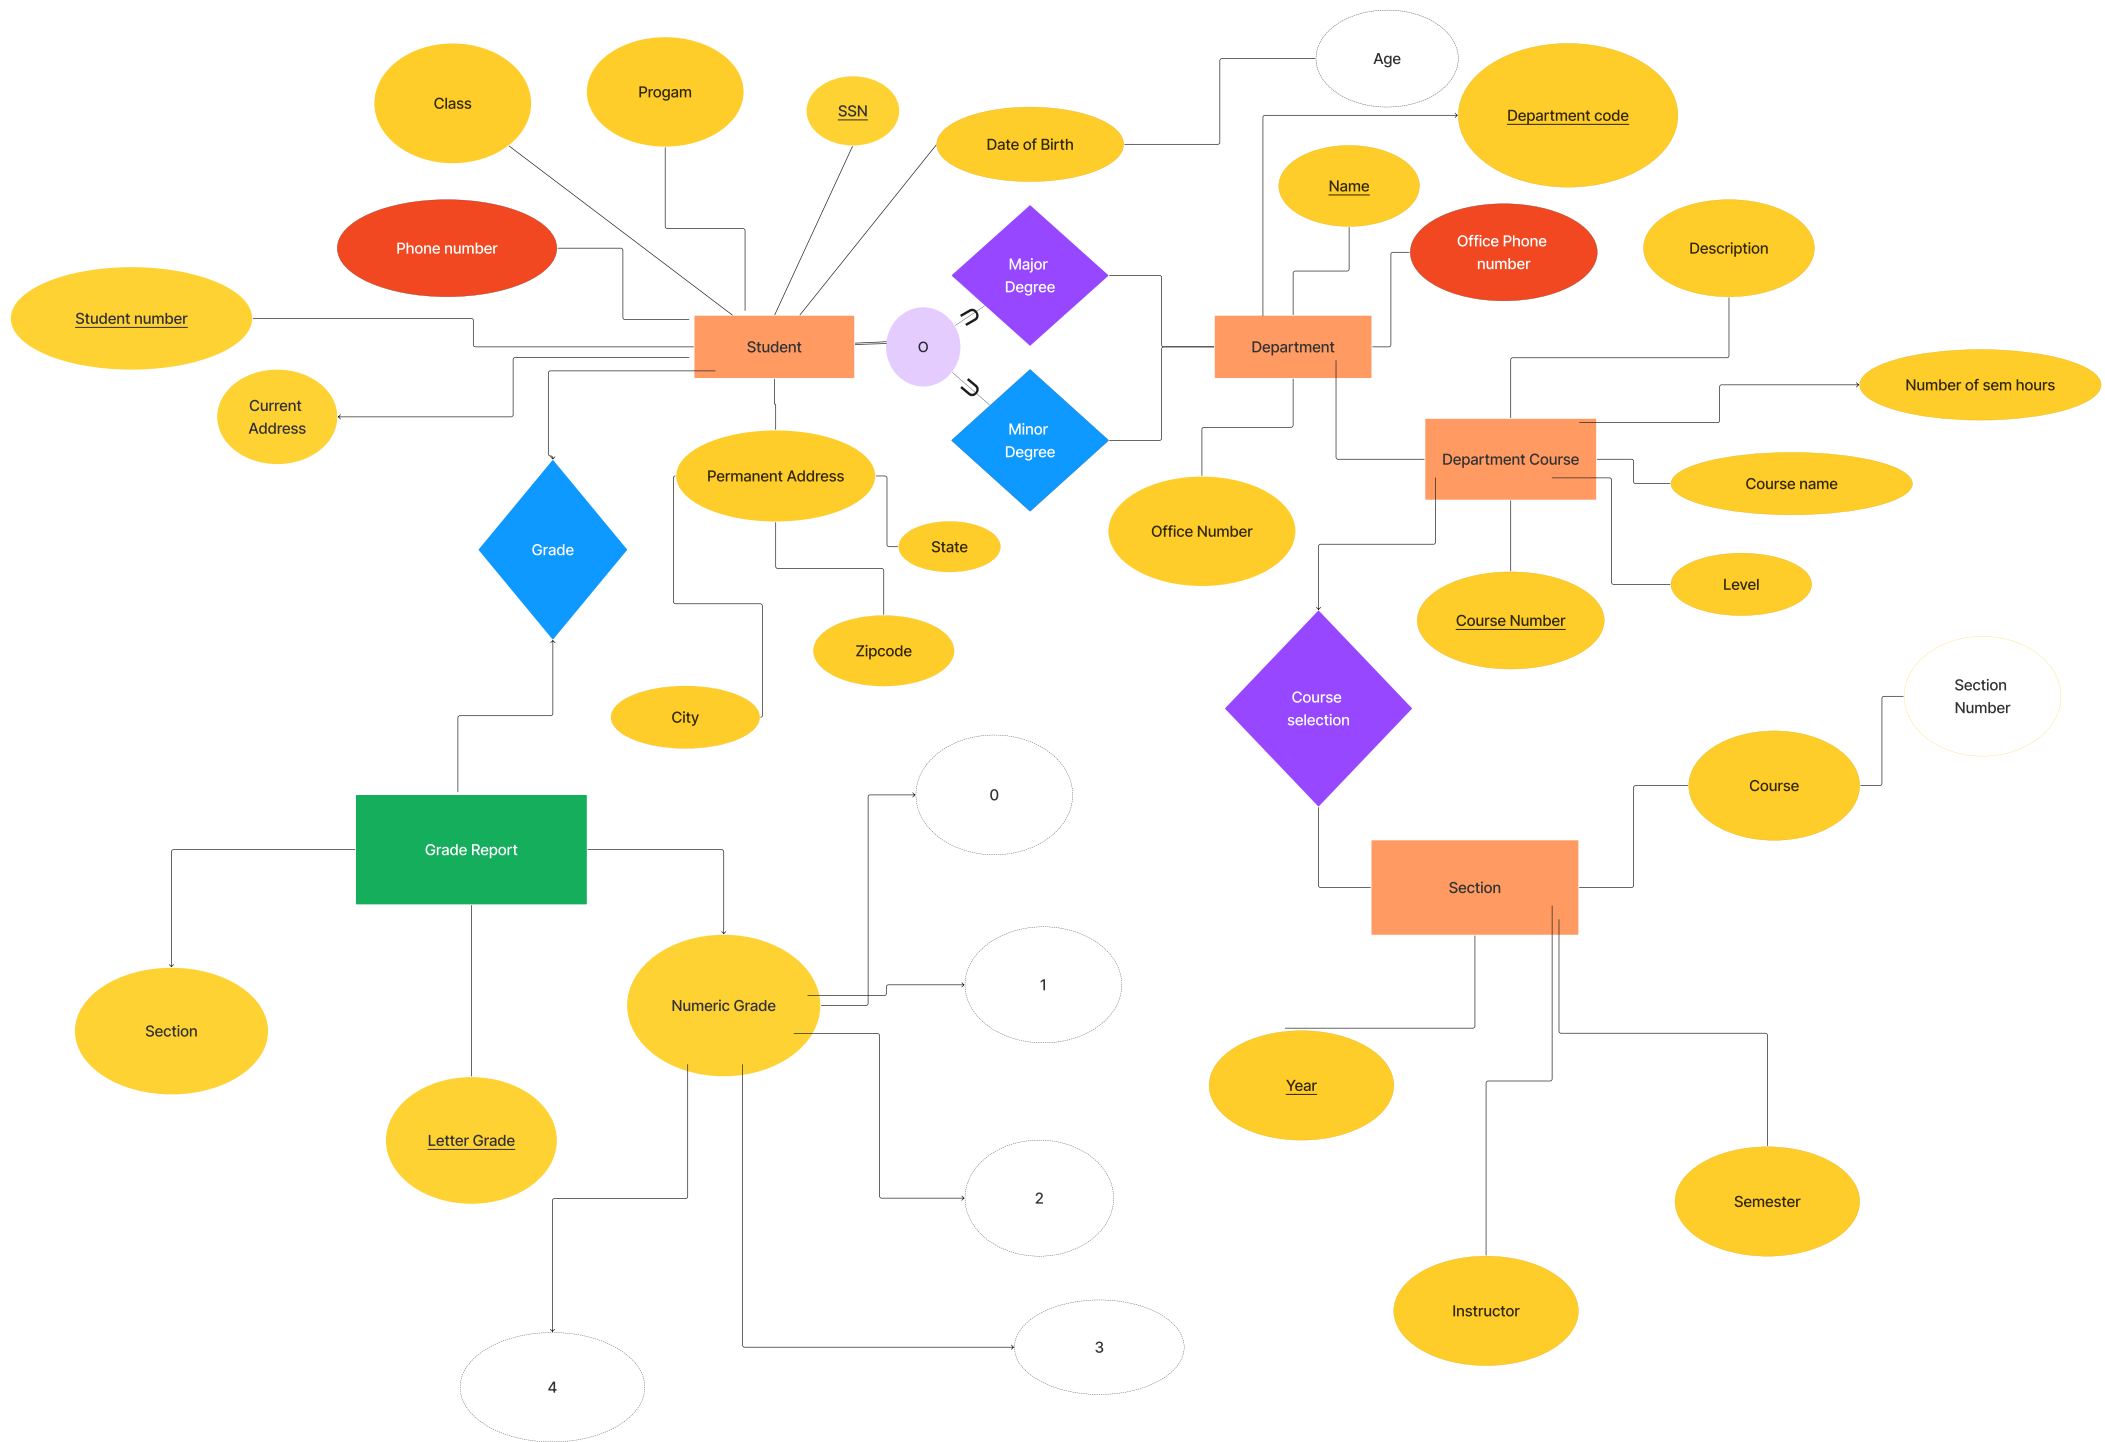 Age
Class
Progam
SSN
Department code
Date of Birth
Name
Phone number
Office Phone
number
Description
Major
Degree
Student number
Student
O
Department
Number of sem hours
Current
Address
Minor
Degree
Department Course
Permanent Address
Course name
Office Number
State
Grade
Level
Course Number
Zipcode
Section
Number
Course
selection
City
Course
0
Grade Report
Section
1
Numeric Grade
Section
Year
Letter Grade
2
Semester
Instructor
3
4